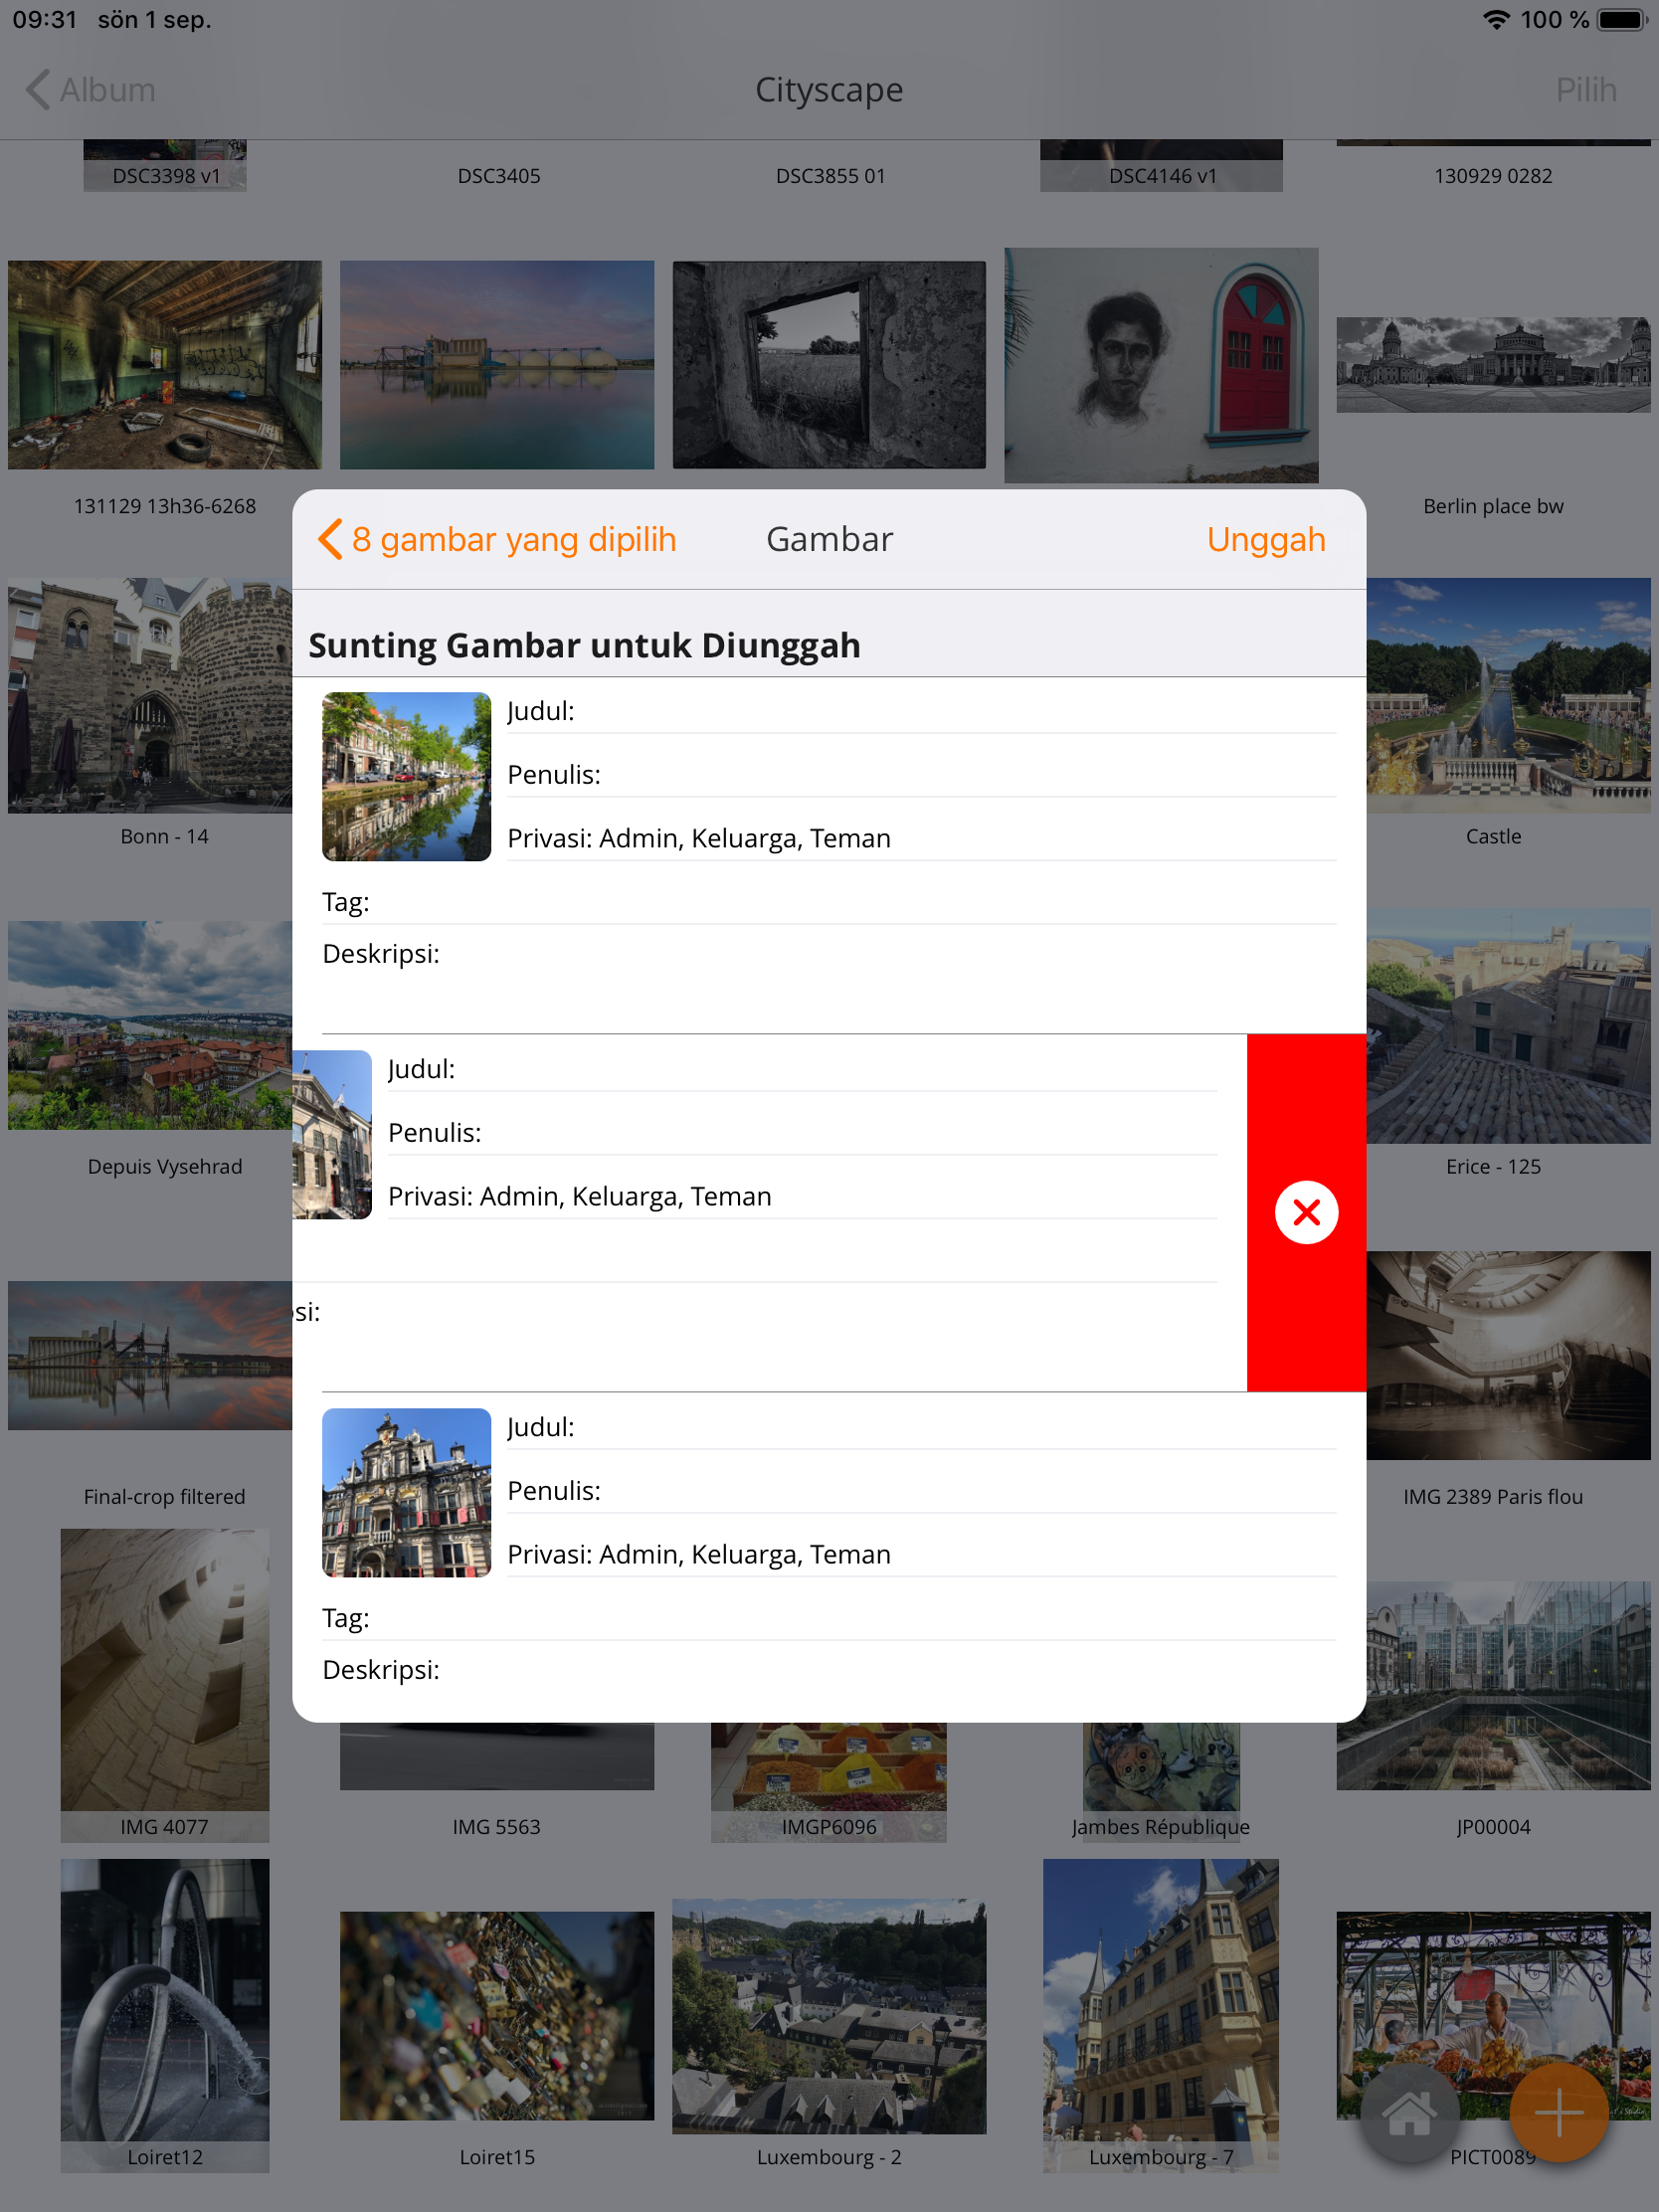 09:31 sön 1 sep. 100 %
Album Cityscape Pilih
DSC3398 v1 DSC3405 DSC3855 01 DSC4146 v1 130929 0282
131129 13h36-6268 Berlin place bw
8 gambar yang dipilih Gambar Unggah
Sunting Gambar untuk Diunggah
Judul:
Penulis:
Privasi: Admin, Keluarga, Teman
Tag:
Deskripsi:
Bonn - 14 Castle
Judul:
Penulis:
Privasi: Admin, Keluarga, Teman
si:
Depuis Vysehrad Erice - 125
Judul:
Penulis:
Privasi: Admin, Keluarga, Teman
Tag:
Deskripsi:
Final-crop filtered IMG 2389 Paris flou
IMG 4077 IMG 5563 IMGP6096 Jambes République JP00004
Loiret12 Loiret15 Luxembourg - 2 Luxembourg - 7 PICT0089